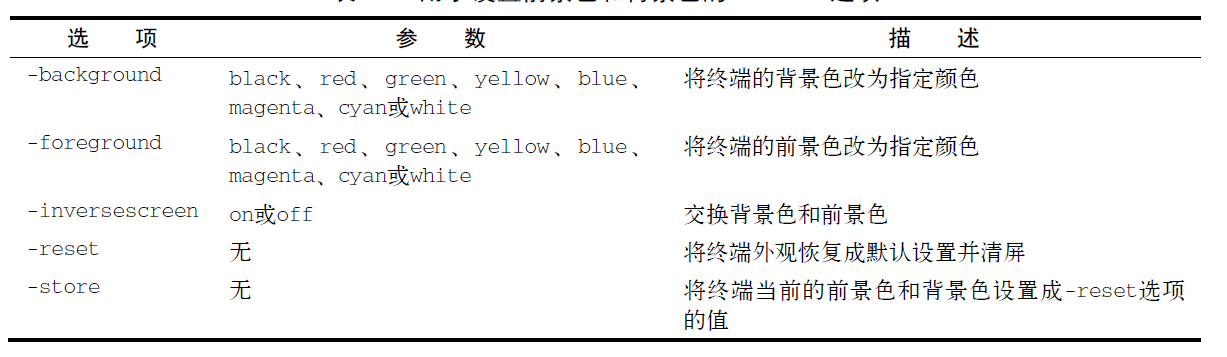 选 项 参 数 描 述
-background black、red、green、yellow、blue、 将终端的背景色改为指定颜色
magenta、cyan或white
-foreground black、red、green、yellow、blue、 将终端的前景色改为指定颜色
magenta、cyan或white
-inversescreen on或off 交换背景色和前景色
-reset 无 将终端外观恢复成默认设置并清屏
-store 无 将终端当前的前景色和背景色设置成-reset选项
的值